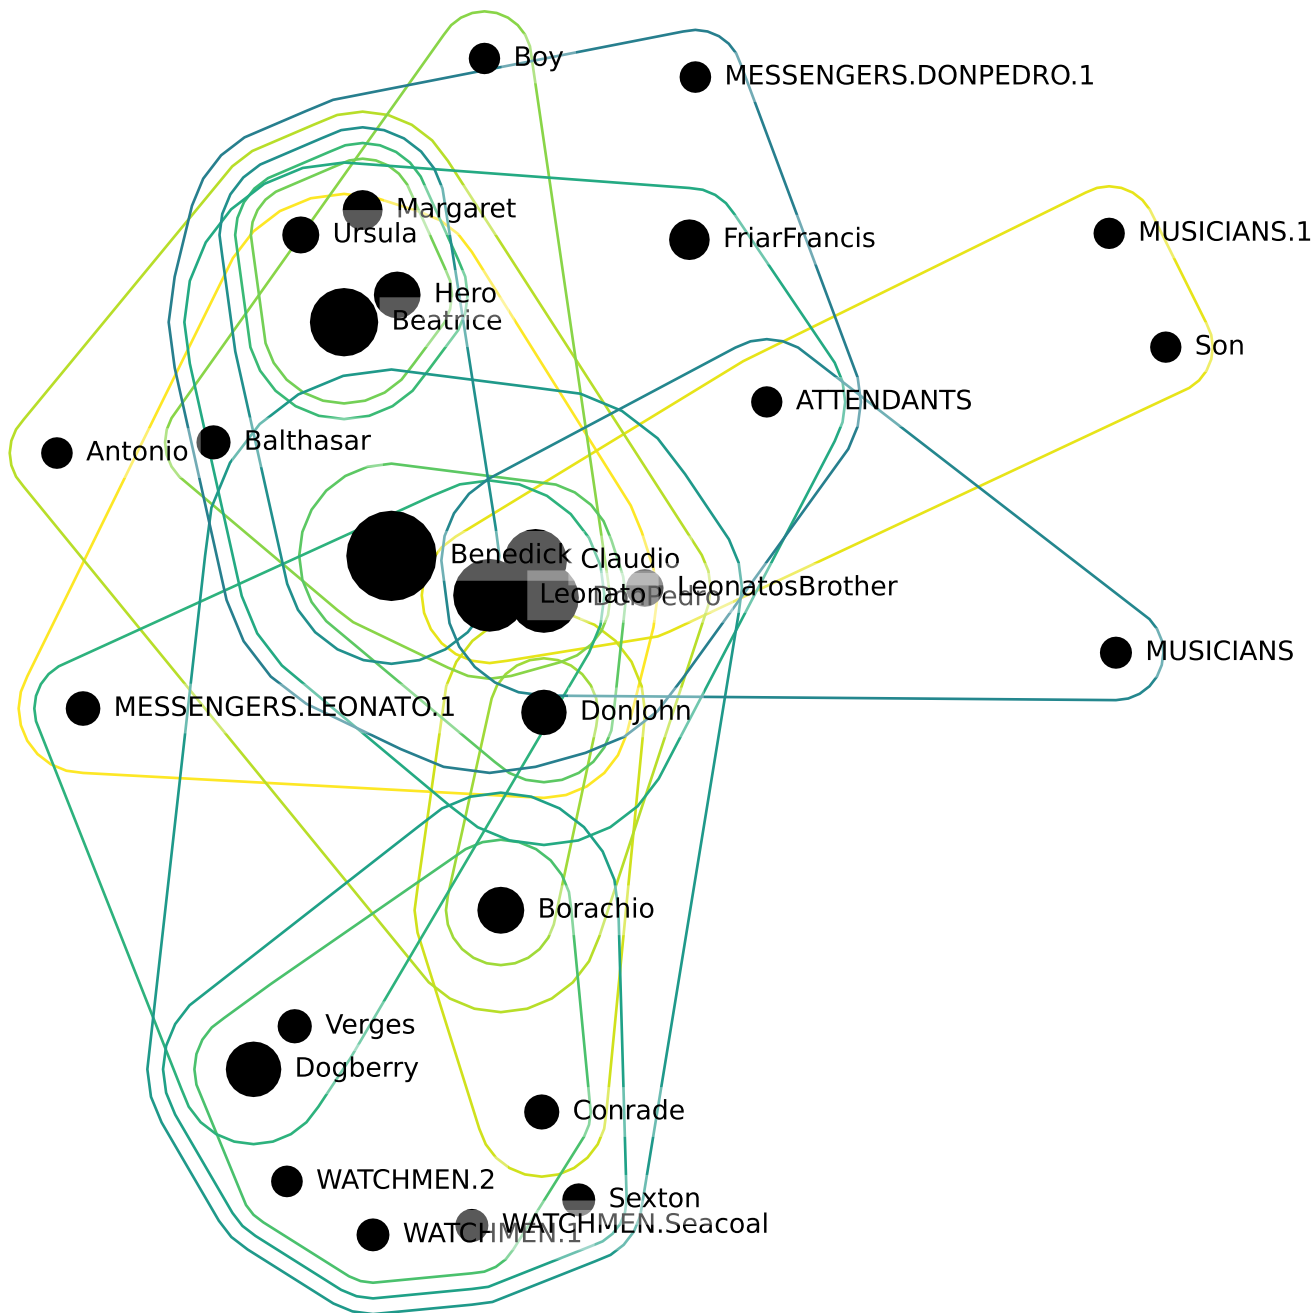 Boy
MESSENGERS.DONPEDRO.1
Margaret
Ursula
FriarFrancis
MUSICIANS.1
Hero
Beatrice
Son
ATTENDANTS
Balthasar
Antonio
Benedick
Claudio
LeonatosBrother
Leonato
DonPedro
MUSICIANS
MESSENGERS.LEONATO.1
DonJohn
Borachio
Verges
Dogberry
Conrade
WATCHMEN.2
Sexton
WATCHMEN.Seacoal
WATCHMEN.1